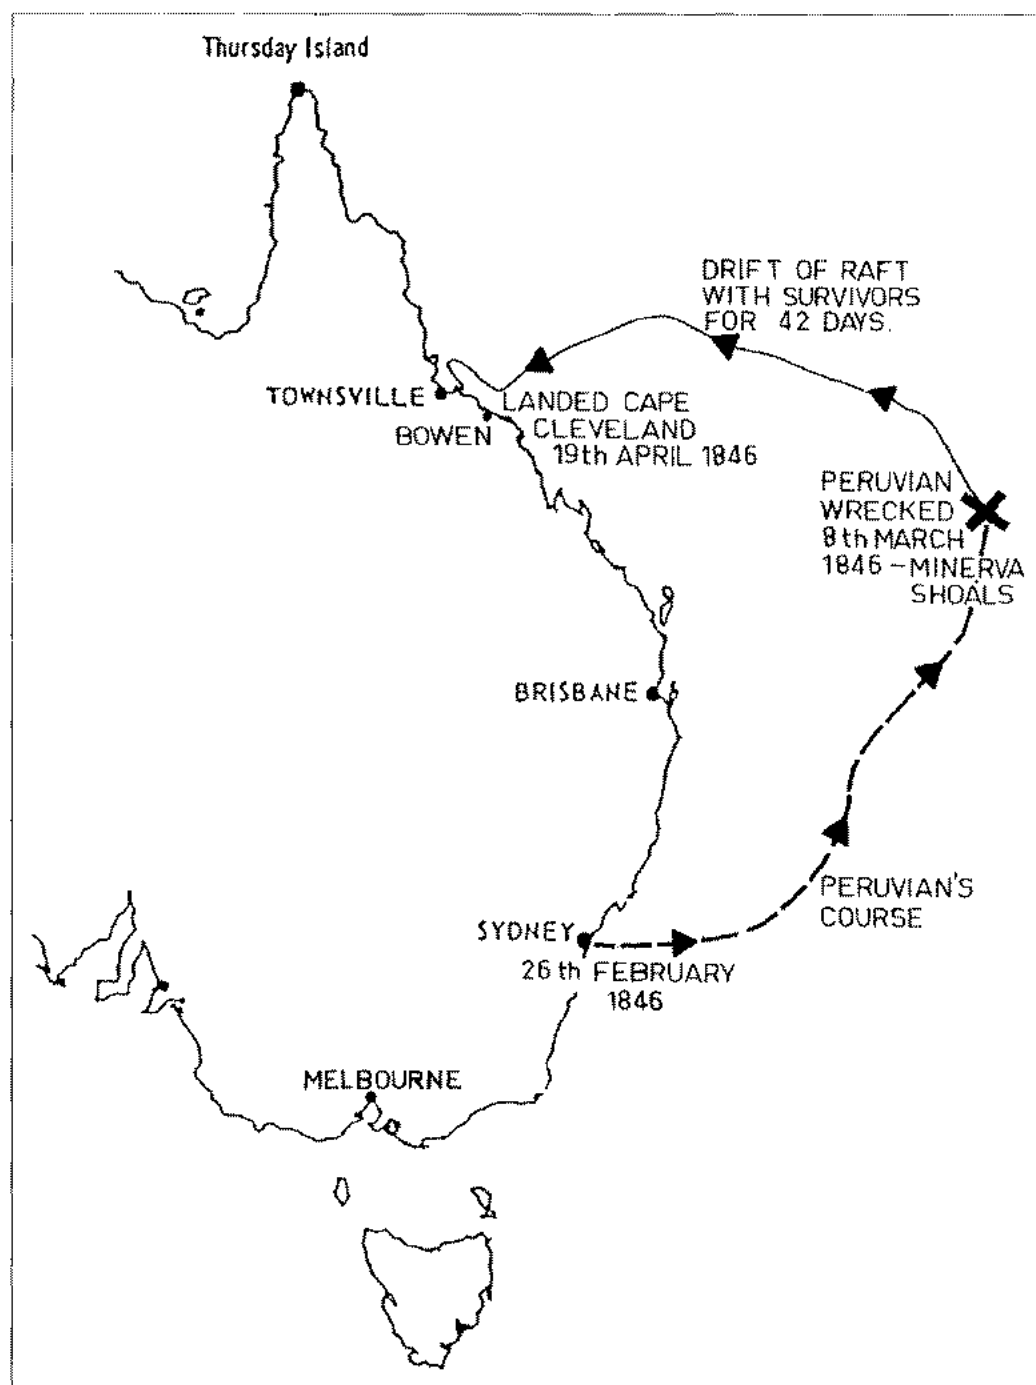 Thursday Island
DRIFT OF RAFT
WITH SURVIVORS
FOR 42 DAYS.
TOWNSVILLE
LANDED CAPE
CLEVELAND
19th APRIL 1846
BOWEN
PERUVIAN
WRECKED
8th MARCH
1846 - MINERVA
SHOALS
BRISBANE
PERUVIAN'S
COURSE
SYDNEY
26th FEBRUARY
1846
MELBOURNE